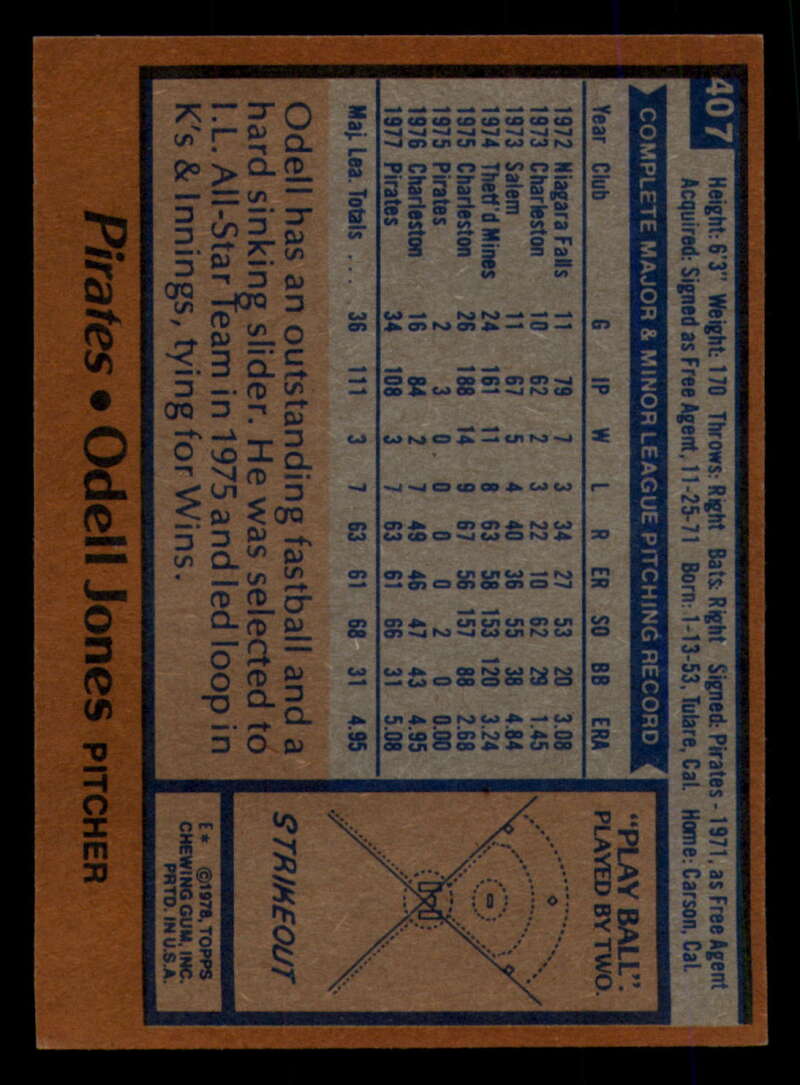 407
Height: 6'3" Weight: 170 Throws: Right Bats: Right Signed: Pirates - 1971, as Free Agent
Acquired: Signed as Free Agent, 11-25-71 Born: 1-13-53, Tulare, Cal. Home: Carson, Cal.
COMPLETE MAJOR & MINOR LEAGUE PITCHING RECORD
Year Club G IP W L R ER SO BB ERA
1972 Niagara Falls 11 79 7 3 34 27 53 20 3.08
1973 Charleston 10 62 2 3 22 10 62 29 1.45
1973 Salem 11 67 5 4 40 36 55 38 4.84
1974 Thetf'd Mines 24 161 11 8 63 58 153 120 3.24
1975 Charleston 26 188 14 9 67 56 157 88 2.68
1975 Pirates 2 3 0 0 0 0 2 0 0.00
1976 Charleston 16 84 2 7 49 46 47 43 4.95
1977 Pirates 34 108 3 7 63 61 66 31 5.08
Maj. Lea. Totals .... 36 111 3 7 63 61 68 31 4.95
Odell has an outstanding fastball and a
hard sinking slider. He was selected to
I.L. All-Star Team in 1975 and led loop in
K's & Innings, tying for Wins.
"PLAY BALL":
PLAYED BY TWO.
STRIKEOUT
E* ©1978, TOPPS
CHEWING GUM, INC.
PRTD. IN U.S.A.
Pirates • Odell Jones PITCHER